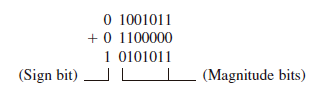 0 1001011
+ 0 1100000
1 0101011
(Sign bit) (Magnitude bits)